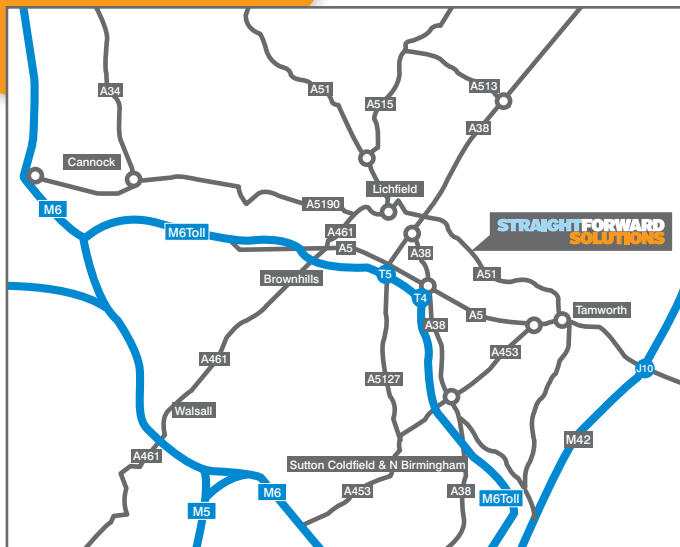 A34
A51
A515
A513
A38
Cannock
Lichfield
M6
A5190
M6Toll
A461
A5
A38
STRAIGHTFORWARD
SOLUTIONS
Brownhills
T5
A51
T4
A5
Tamworth
A38
A461
A453
J10
A5127
Walsall
M42
A461
Sutton Coldfield & N Birmingham
M6
A453
A38
M6Toll
M5